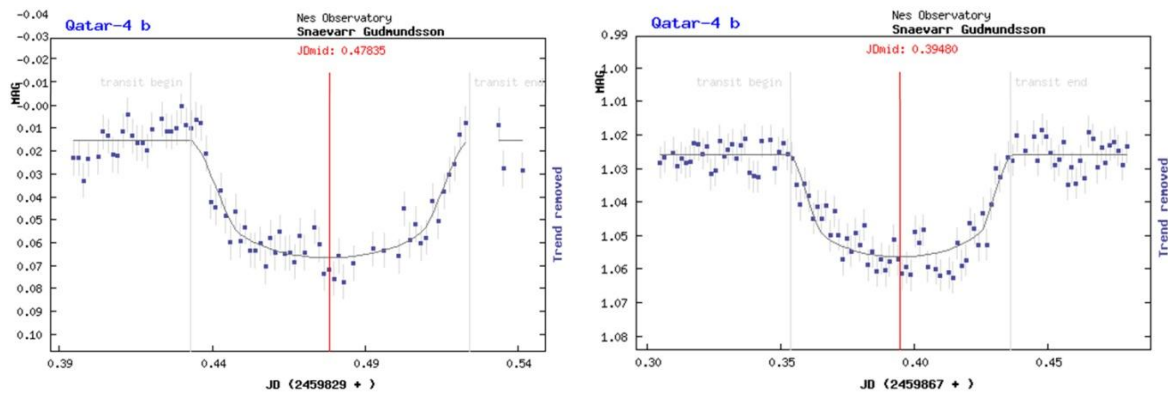 Qatar-4 b
Nes Observatory
Snaevarr Gudmundsson
JDmid: 0.47835
transit begin
transit end
MAG
-0.04
-0.03
-0.02
-0.01
-0.00
0.01
0.02
0.03
0.04
0.05
0.06
0.07
0.08
0.09
0.10
0.39
0.44
0.49
0.54
JD (2459829 + )
Trend removed
Qatar-4 b
Nes Observatory
Snaevarr Gudmundsson
JDmid: 0.39480
transit begin
transit end
MAG
0.99
1.00
1.01
1.02
1.03
1.04
1.05
1.06
1.07
1.08
0.30
0.35
0.40
0.45
JD (2459867 + )
Trend removed